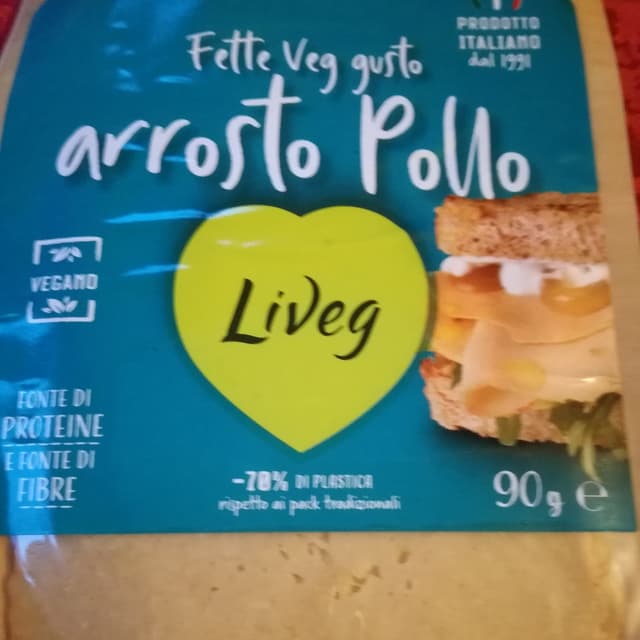 PRODOTTO
ITALIANO
dal 1991
Fette Veg gusto
arrosto Pollo
VEGANO
Liveg
FONTE DI
PROTEINE
E FONTE DI
FIBRE
-70% DI PLASTICA
rispetto ai pack tradizionali
90g e